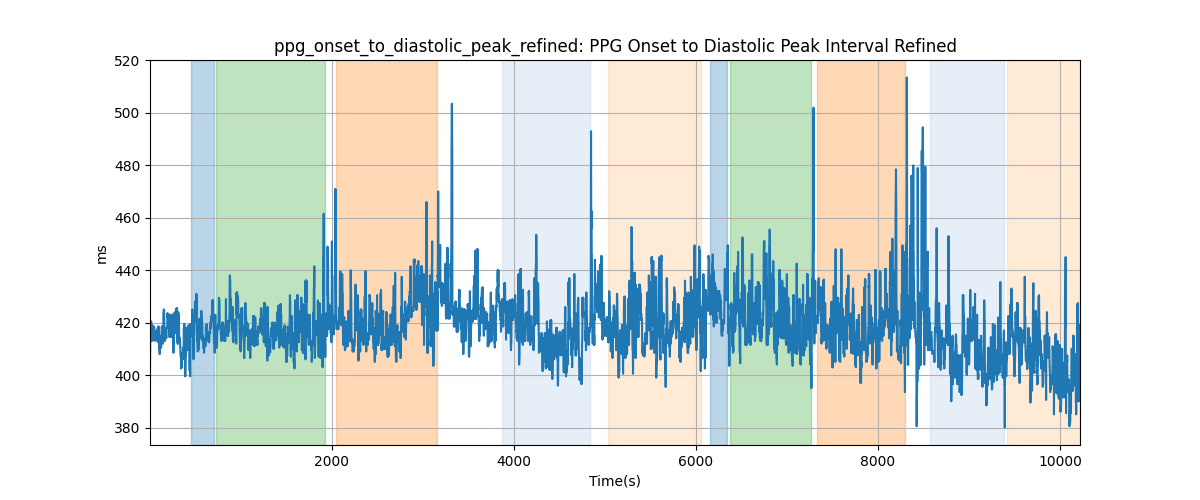 ppg_onset_to_diastolic_peak_refined: PPG Onset to Diastolic Peak Interval Refined
520
500
480
460
440
420
400
380
ms
2000 4000 6000 8000 10000
Time(s)